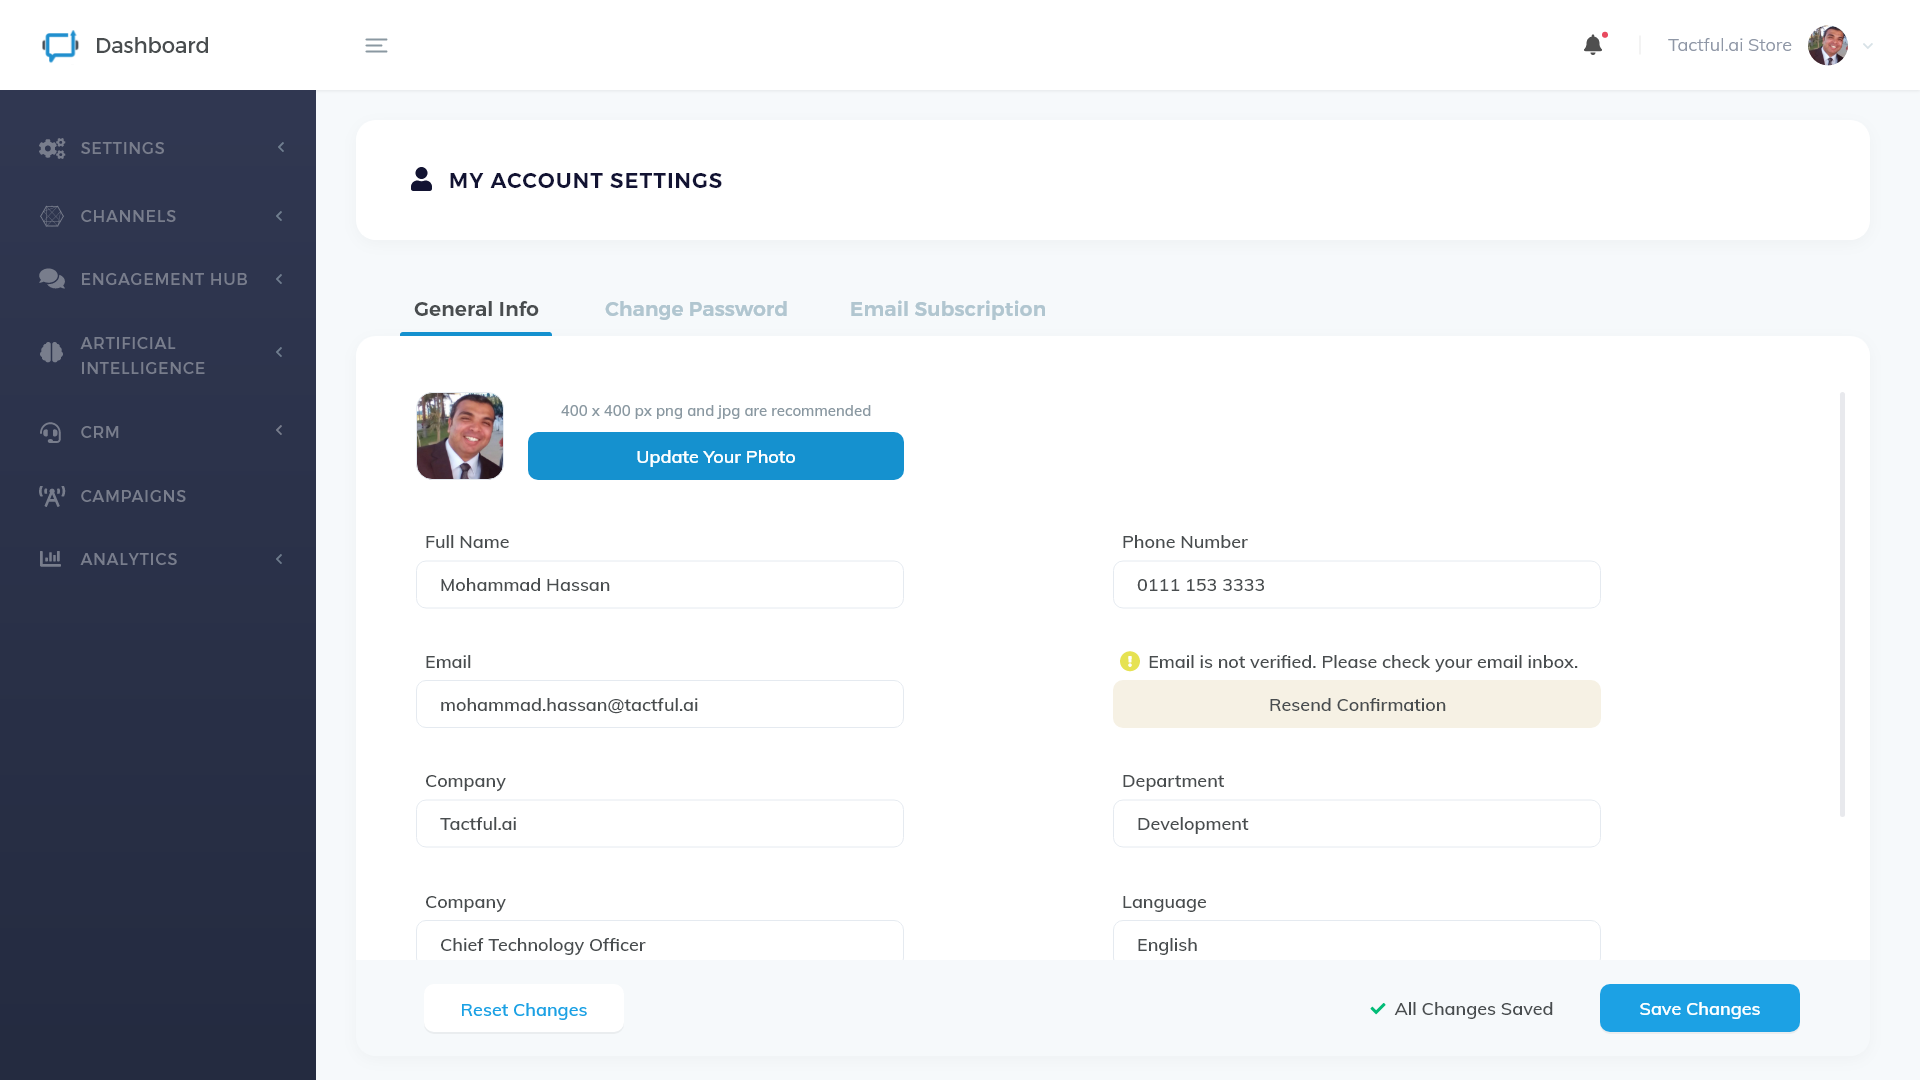 Dashboard
Tactful.ai Store
SETTINGS
CHANNELS
ENGAGEMENT HUB
ARTIFICIAL
INTELLIGENCE
CRM
CAMPAIGNS
ANALYTICS
MY ACCOUNT SETTINGS
General Info
Change Password
Email Subscription
400 x 400 px png and jpg are recommended
Update Your Photo
Full Name
Mohammad Hassan
Phone Number
0111 153 3333
Email
mohammad.hassan@tactful.ai
Email is not verified. Please check your email inbox.
Resend Confirmation
Company
Tactful.ai
Department
Development
Company
Chief Technology Officer
Language
English
Reset Changes
All Changes Saved
Save Changes